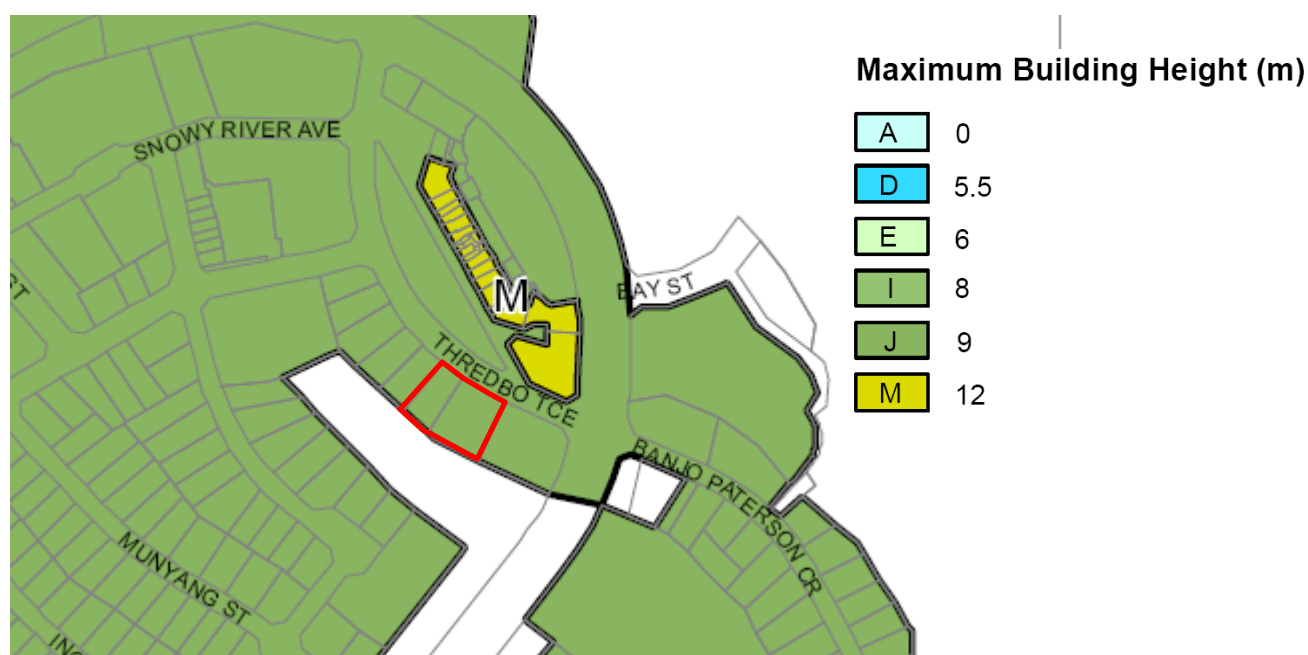 Maximum Building Height (m)
A 0
D 5.5
E 6
I 8
J 9
M 12
SNOWY RIVER AVE
ST
BAY ST
M
THREDBO TCE
BANJO PATERSON CR
MUNYANG ST